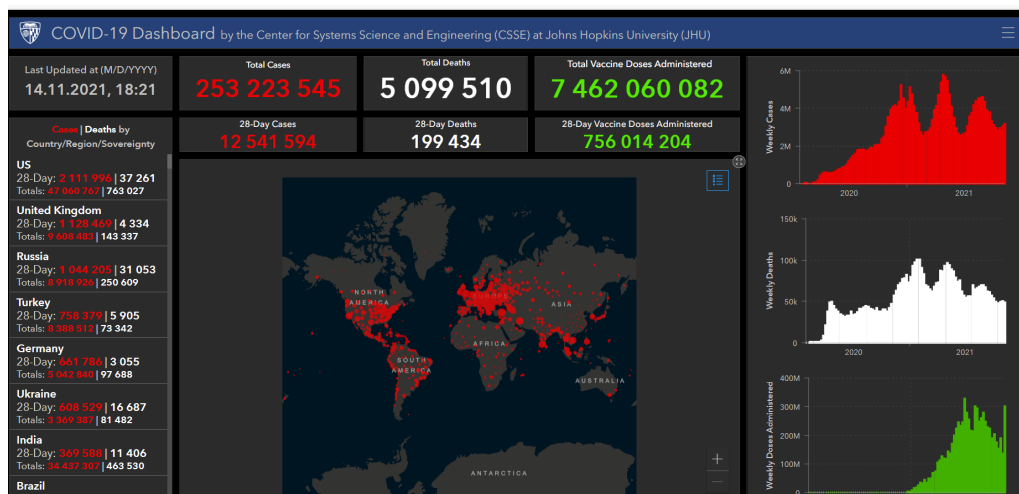 COVID-19 Dashboard by the Center for Systems Science and Engineering (CSSE) at Johns Hopkins University (JHU)
Last Updated at (M/D/YYYY)
14.11.2021, 18:21
Total Cases
253 223 545
Total Deaths
5 099 510
Total Vaccine Doses Administered
7 462 060 082
28-Day Cases
12 541 594
28-Day Deaths
199 434
28-Day Vaccine Doses Administered
756 014 204
Cases | Deaths by
Country/Region/Sovereignty
US
28-Day: 2 111 996 | 37 261
Totals: 47 060 767 | 763 027
United Kingdom
28-Day: 1 128 469 | 4 334
Totals: 9 608 483 | 143 337
Russia
28-Day: 1 044 205 | 31 053
Totals: 8 918 926 | 250 609
Turkey
28-Day: 758 379 | 5 905
Totals: 8 388 512 | 73 342
Germany
28-Day: 661 786 | 3 055
Totals: 5 042 840 | 97 688
Ukraine
28-Day: 608 529 | 16 687
Totals: 3 369 387 | 81 482
India
28-Day: 369 588 | 11 406
Totals: 34 437 307 | 463 530
Brazil
NORTH
AMERICA
EUROPE
ASIA
AFRICA
SOUTH
AMERICA
AUSTRALIA
ANTARCTICA
+
−
Weekly Cases
6M
4M
2M
0
2020
2021
Weekly Deaths
150k
100k
50k
0
2020
2021
Weekly Doses Administered
400M
300M
200M
100M